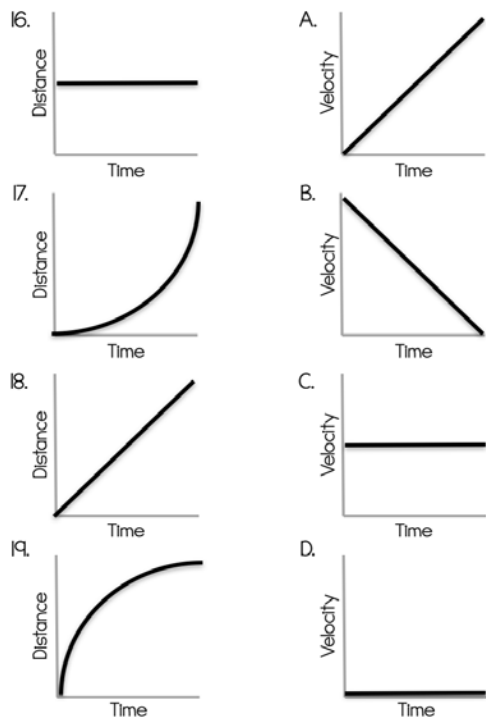 16.
Distance
Time
A.
Velocity
Time
17.
Distance
Time
B.
Velocity
Time
18.
Distance
Time
C.
Velocity
Time
19.
Distance
Time
D.
Velocity
Time